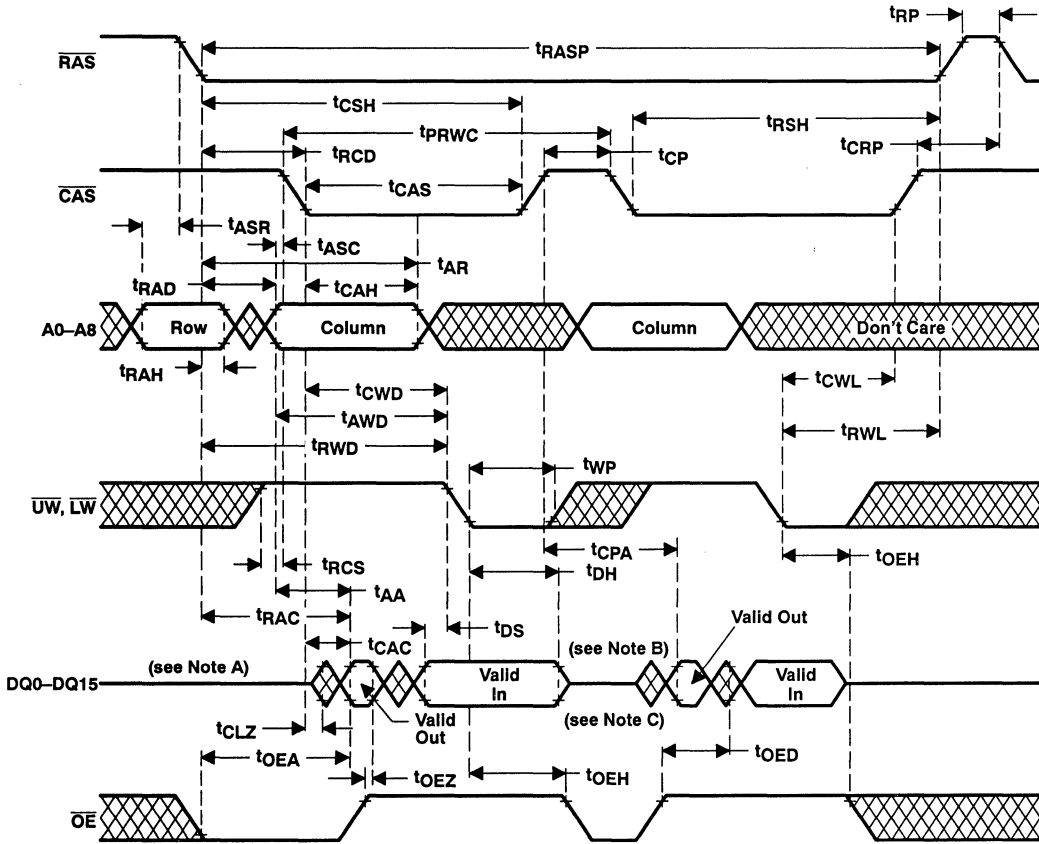 tRP
RAS
tRASP
tCSH
tPRWC
tRSH
tRCD
tCP
tCRP
CAS
tCAS
tASR
tASC
tAR
tRAD
tCAH
A0–A8
Row
Column
Column
Don't Care
tRAH
tCWD
tCWL
tAWD
tRWD
tRWL
tWP
UW, LW
tCPA
tOEH
tRCS
tDH
tAA
tRAC
tDS
Valid Out
tCAC
(see Note A)
(see Note B)
DQ0–DQ15
Valid
In
Valid
In
tCLZ
Valid
Out
(see Note C)
tOEA
tOED
tOEZ
tOEH
OE